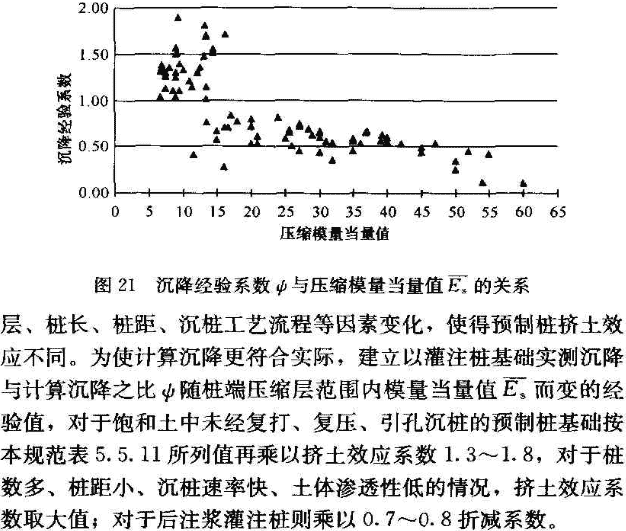 2.00
1.50
1.00
0.50
0.00
沉降经验系数
0 5 10 15 20 25 30 35 40 45 50 55 60 65
压缩模量当量值
图 21 沉降经验系数 ψ 与压缩模量当量值 E̅s 的关系
层、桩长、桩距、沉桩工艺流程等因素变化，使得预制桩挤土效
应不同。为使计算沉降更符合实际，建立以灌注桩基础实测沉降
与计算沉降之比 ψ 随桩端压缩层范围内模量当量值 E̅s 而变的经
验值，对于饱和土中未经复打、复压、引孔沉桩的预制桩基础按
本规范表 5.5.11 所列值再乘以挤土效应系数 1.3～1.8，对于桩
数多、桩距小、沉桩速率快、土体渗透性低的情况，挤土效应系
数取大值；对于后注浆灌注桩则乘以 0.7～0.8 折减系数。